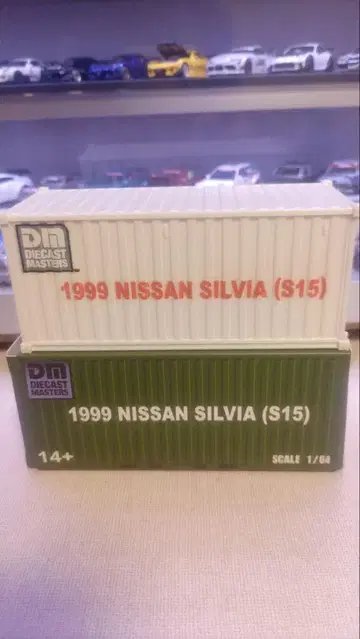 DM
DIECAST
MASTERS
1999 NISSAN SILVIA (S15)
DM
DIECAST
MASTERS
1999 NISSAN SILVIA (S15)
14+
SCALE 1/64